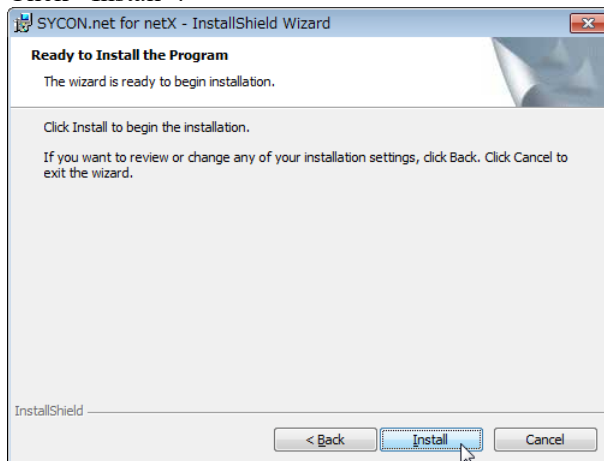 SYCON.net for netX - InstallShield Wizard
Ready to Install the Program
The wizard is ready to begin installation.
Click Install to begin the installation.
If you want to review or change any of your installation settings, click Back. Click Cancel to
exit the wizard.
InstallShield
< Back
Install
Cancel